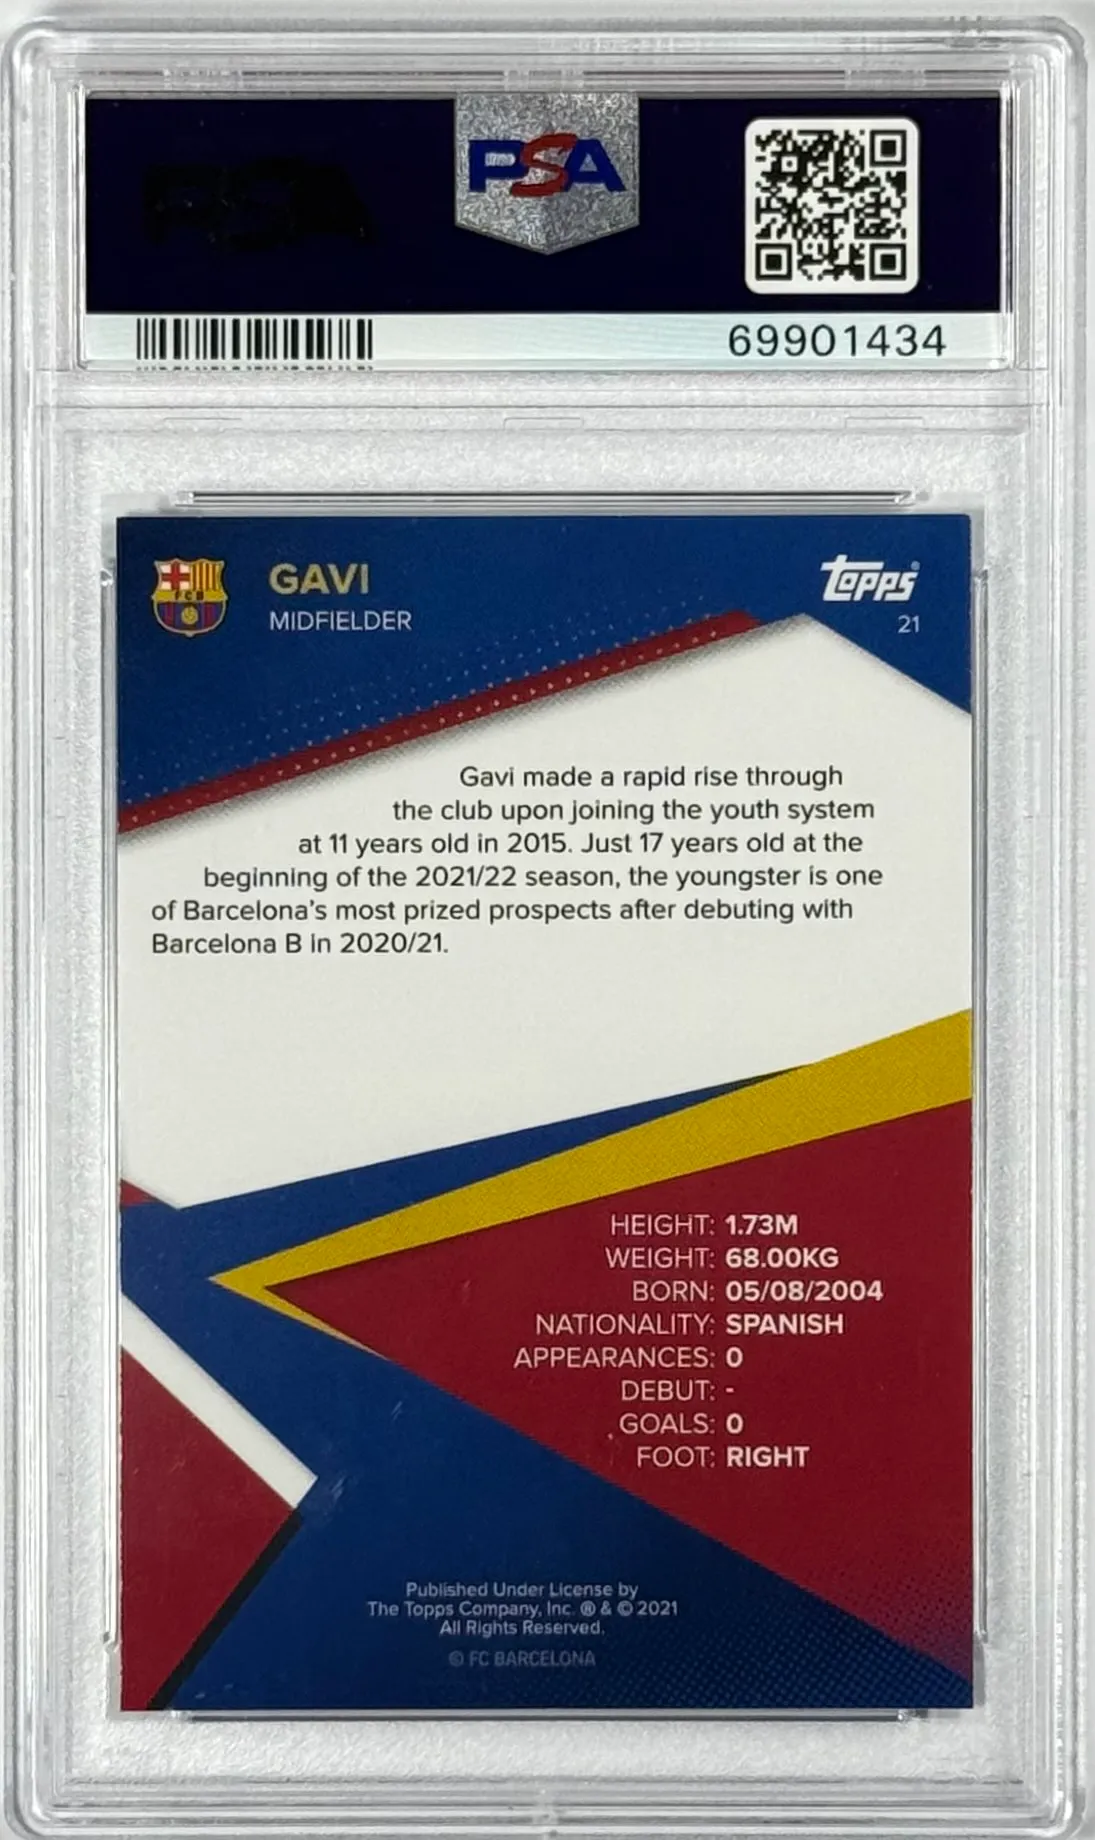 PSA
69901434
FCB
GAVI
MIDFIELDER
TOPPS®
21
Gavi made a rapid rise through
the club upon joining the youth system
at 11 years old in 2015. Just 17 years old at the
beginning of the 2021/22 season, the youngster is one
of Barcelona's most prized prospects after debuting with
Barcelona B in 2020/21.
HEIGHT: 1.73M
WEIGHT: 68.00KG
BORN: 05/08/2004
NATIONALITY: SPANISH
APPEARANCES: 0
DEBUT: -
GOALS: 0
FOOT: RIGHT
Published Under License by
The Topps Company, Inc. ® & © 2021
All Rights Reserved.
© FC BARCELONA